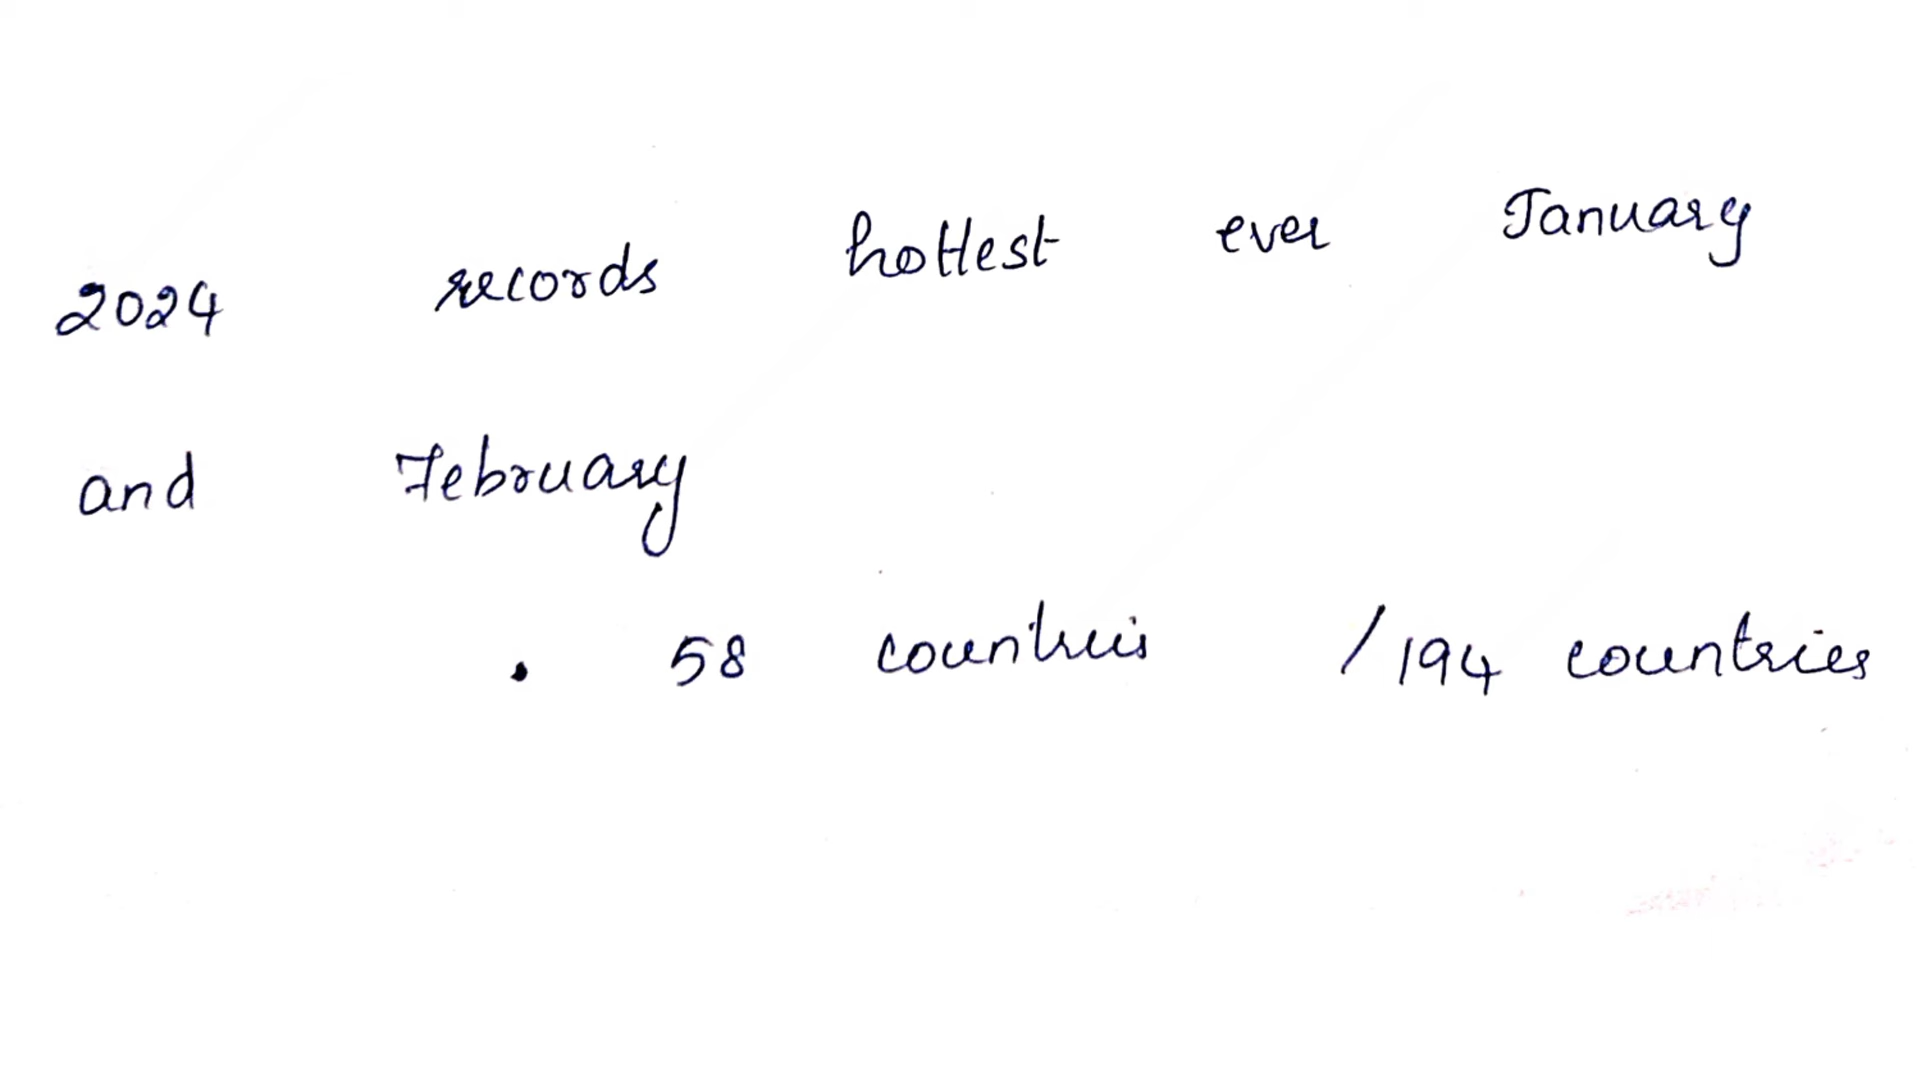 2024 records hottest ever January
and February
. 58 countries /194 countries